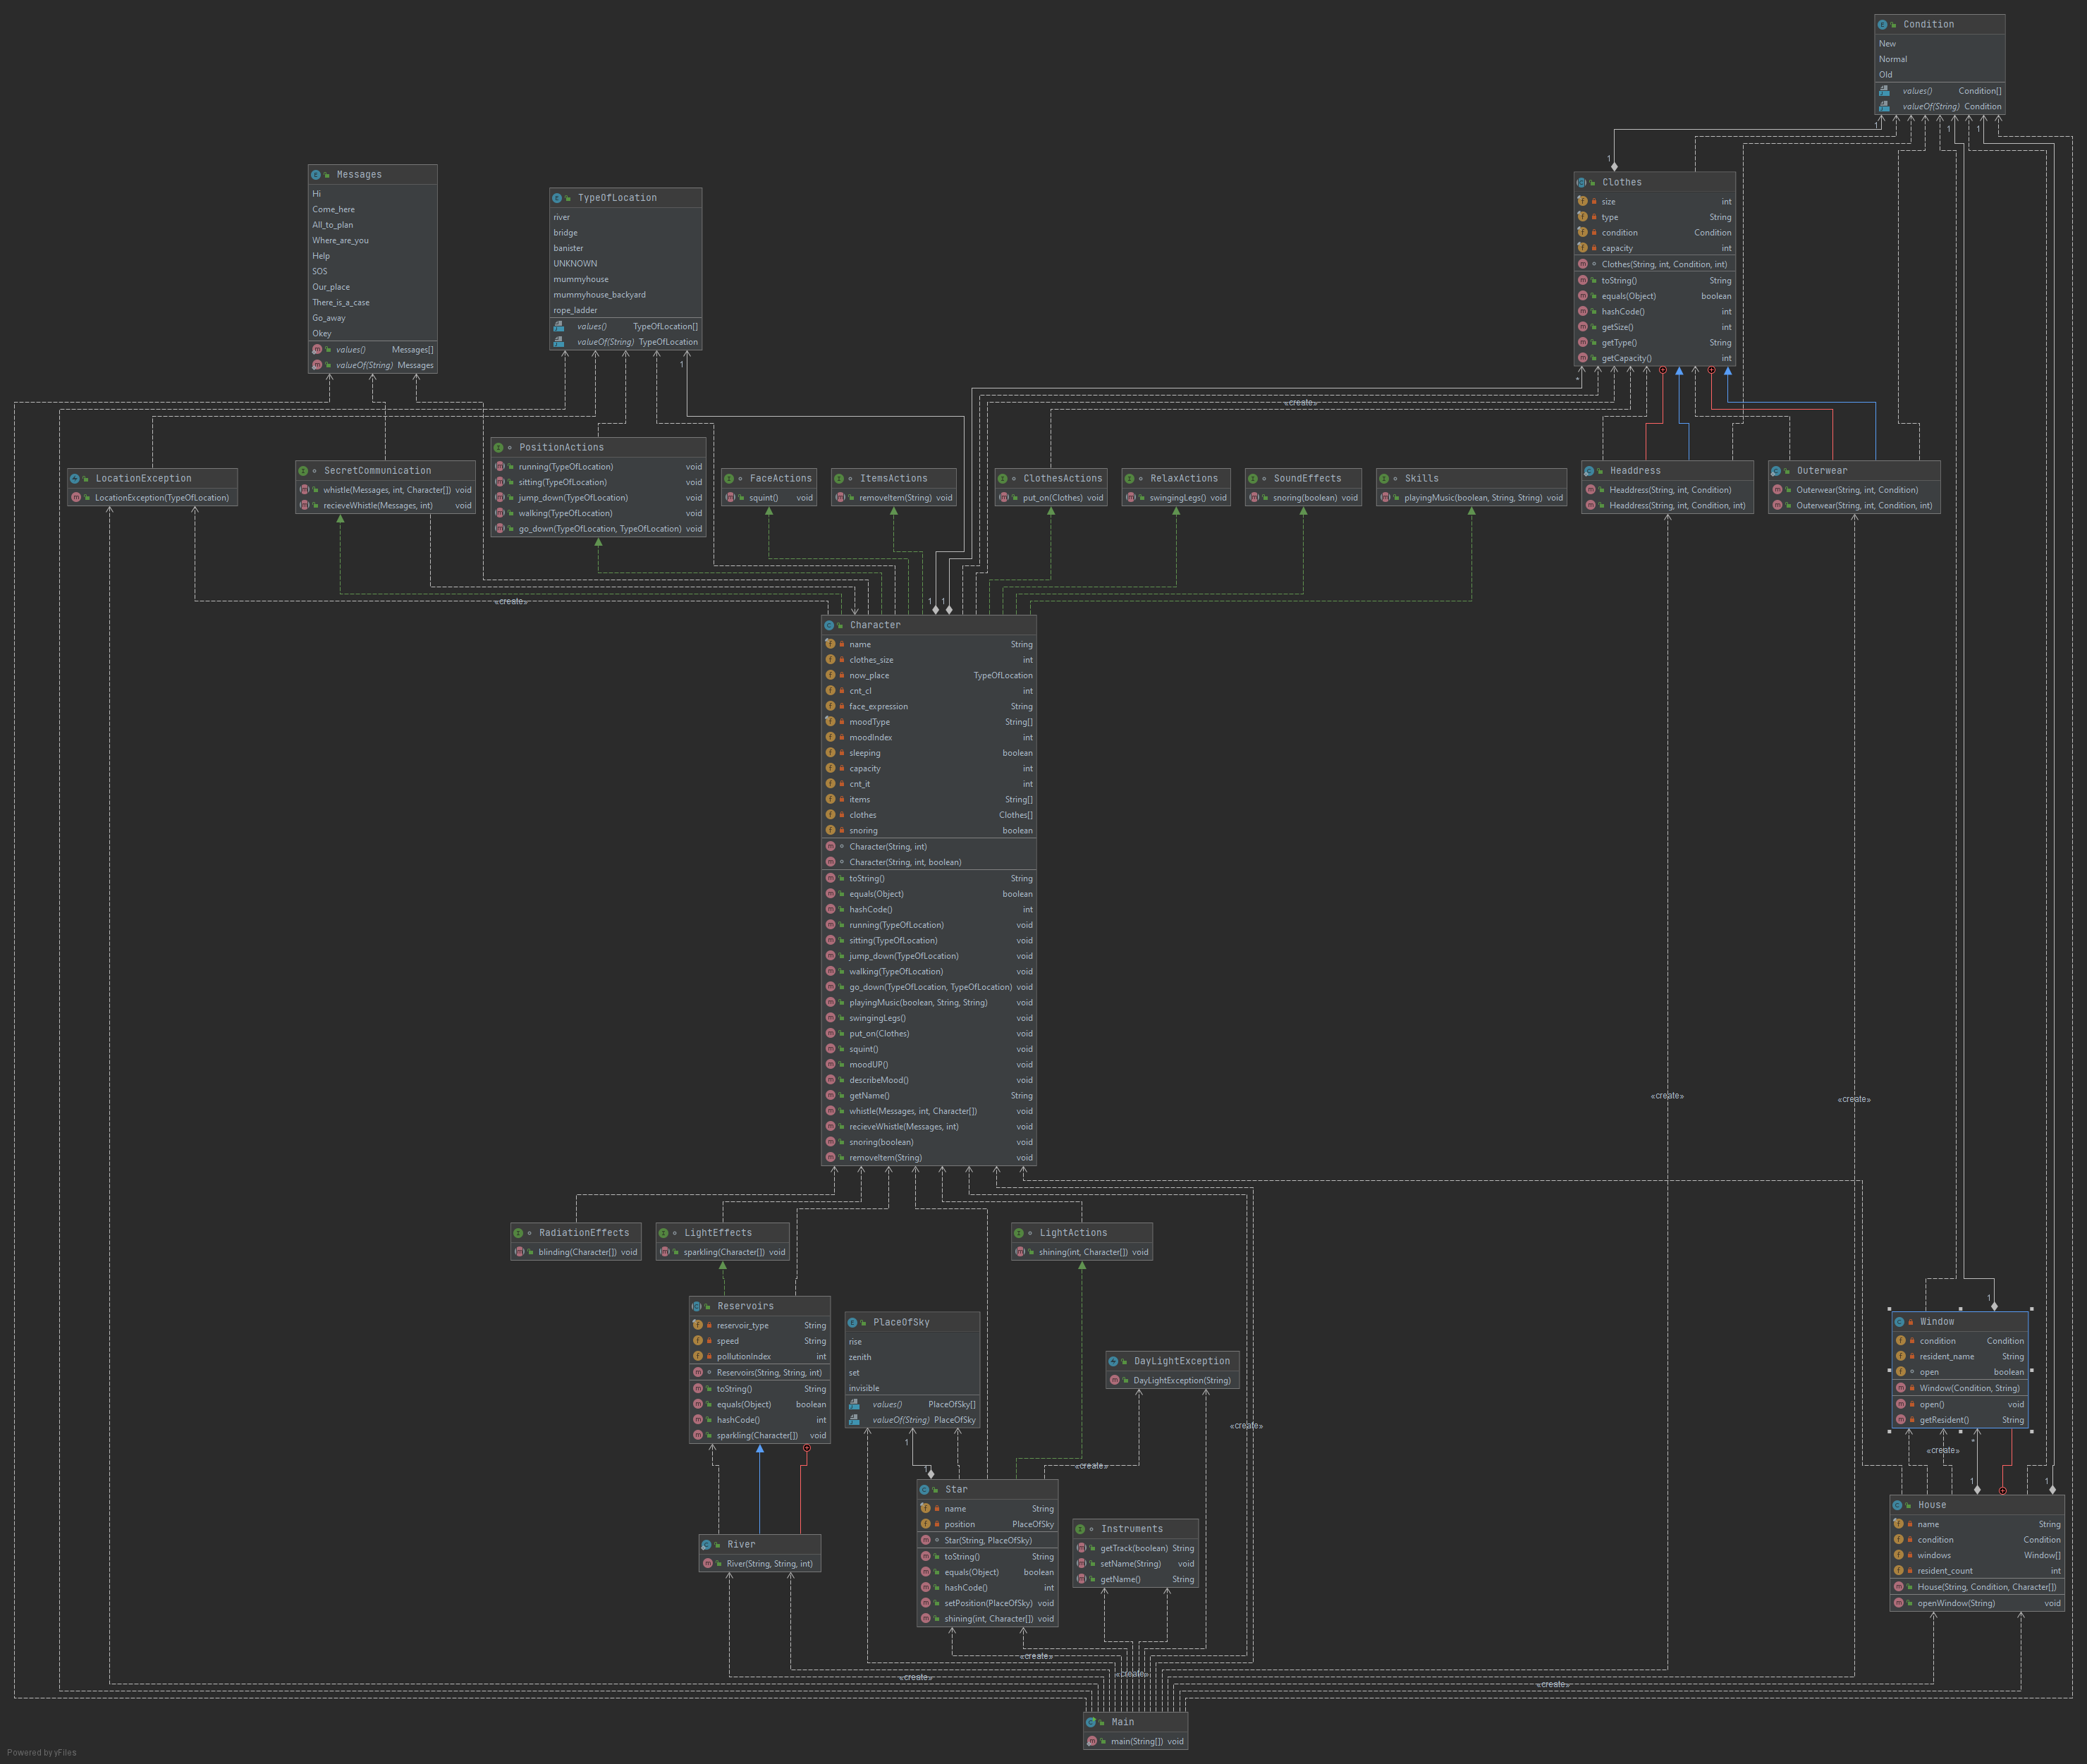 Condition
New
Normal
Old
values() Condition[]
valueOf(String) Condition
Messages
Hi
Come_here
All_to_plan
Where_are_you
Help
SOS
Our_place
There_is_a_case
Go_away
Okey
values() Messages[]
valueOf(String) Messages
TypeOfLocation
river
bridge
banister
UNKNOWN
mummyhouse
mummyhouse_backyard
rope_ladder
values() TypeOfLocation[]
valueOf(String) TypeOfLocation
Clothes
size int
type String
condition Condition
capacity int
Clothes(String, int, Condition, int)
toString() String
equals(Object) boolean
hashCode() int
getSize() int
getType() String
getCapacity() int
1
1
1
1
1
*
«create»
LocationException
LocationException(TypeOfLocation)
SecretCommunication
whistle(Messages, int, Character[]) void
recieveWhistle(Messages, int) void
PositionActions
running(TypeOfLocation) void
sitting(TypeOfLocation) void
jump_down(TypeOfLocation) void
walking(TypeOfLocation) void
go_down(TypeOfLocation, TypeOfLocation) void
FaceActions
squint() void
ItemsActions
removeItem(String) void
ClothesActions
put_on(Clothes) void
RelaxActions
swingingLegs() void
SoundEffects
snoring(boolean) void
Skills
playingMusic(boolean, String, String) void
Headdress
Headdress(String, int, Condition)
Headdress(String, int, Condition, int)
Outerwear
Outerwear(String, int, Condition)
Outerwear(String, int, Condition, int)
«create»
1
1
Character
name String
clothes_size int
now_place TypeOfLocation
cnt_cl int
face_expression String
moodType String[]
moodIndex int
sleeping boolean
capacity int
cnt_it int
items String[]
clothes Clothes[]
snoring boolean
Character(String, int)
Character(String, int, boolean)
toString() String
equals(Object) boolean
hashCode() int
running(TypeOfLocation) void
sitting(TypeOfLocation) void
jump_down(TypeOfLocation) void
walking(TypeOfLocation) void
go_down(TypeOfLocation, TypeOfLocation) void
playingMusic(boolean, String, String) void
swingingLegs() void
put_on(Clothes) void
squint() void
moodUP() void
describeMood() void
getName() String
whistle(Messages, int, Character[]) void
recieveWhistle(Messages, int) void
snoring(boolean) void
removeItem(String) void
«create»
«create»
RadiationEffects
blinding(Character[]) void
LightEffects
sparkling(Character[]) void
LightActions
shining(int, Character[]) void
Reservoirs
reservoir_type String
speed String
pollutionIndex int
Reservoirs(String, String, int)
toString() String
equals(Object) boolean
hashCode() int
sparkling(Character[]) void
PlaceOfSky
rise
zenith
set
invisible
values() PlaceOfSky[]
valueOf(String) PlaceOfSky
DayLightException
DayLightException(String)
1
Window
condition Condition
resident_name String
open boolean
Window(Condition, String)
open() void
getResident() String
«create»
«create»
1
1
«create»
*
1
1
Star
name String
position PlaceOfSky
Star(String, PlaceOfSky)
toString() String
equals(Object) boolean
hashCode() int
setPosition(PlaceOfSky) void
shining(int, Character[]) void
House
name String
condition Condition
windows Window[]
resident_count int
House(String, Condition, Character[])
openWindow(String) void
Instruments
getTrack(boolean) String
setName(String) void
getName() String
River
River(String, String, int)
«create»
«create»
«create»
«create»
Main
main(String[]) void
Powered by yFiles